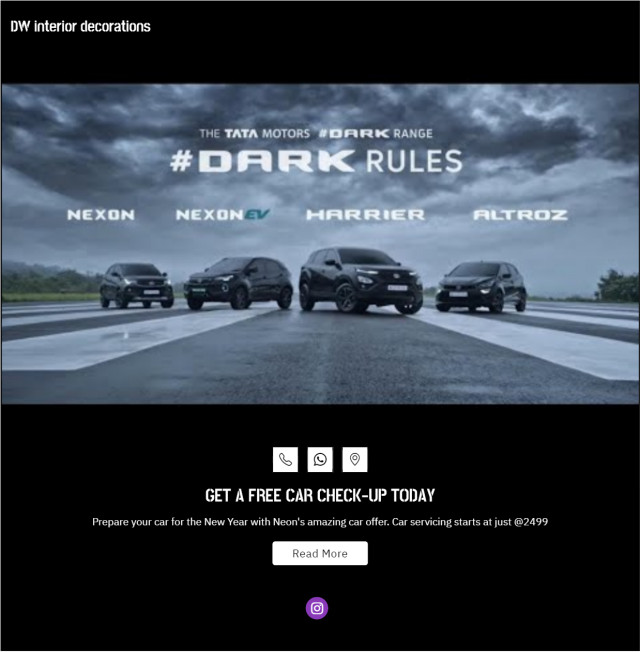 DW interior decorations
THE TATA MOTORS #DARK RANGE
#DARK RULES
NEXON NEXON EV HARRIER ALTROZ
GET A FREE CAR CHECK-UP TODAY
Prepare your car for the New Year with Neon's amazing car offer. Car servicing starts at just @2499
Read More